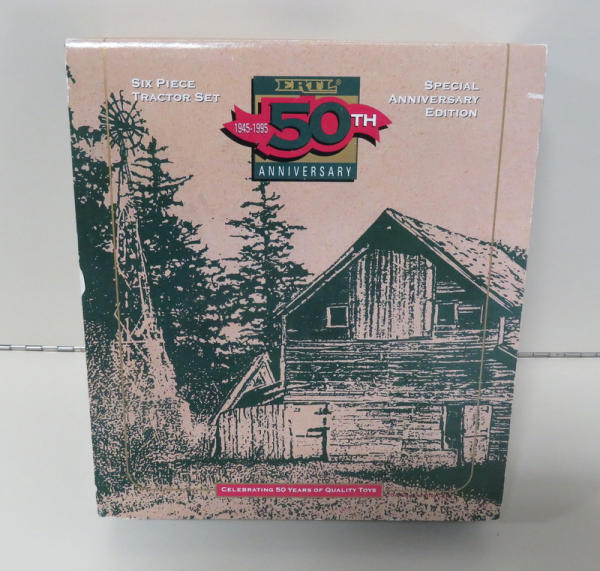 SIX PIECE
TRACTOR SET
ERTL®
1945-1995
50TH
ANNIVERSARY
SPECIAL
ANNIVERSARY
EDITION
CELEBRATING 50 YEARS OF QUALITY TOYS